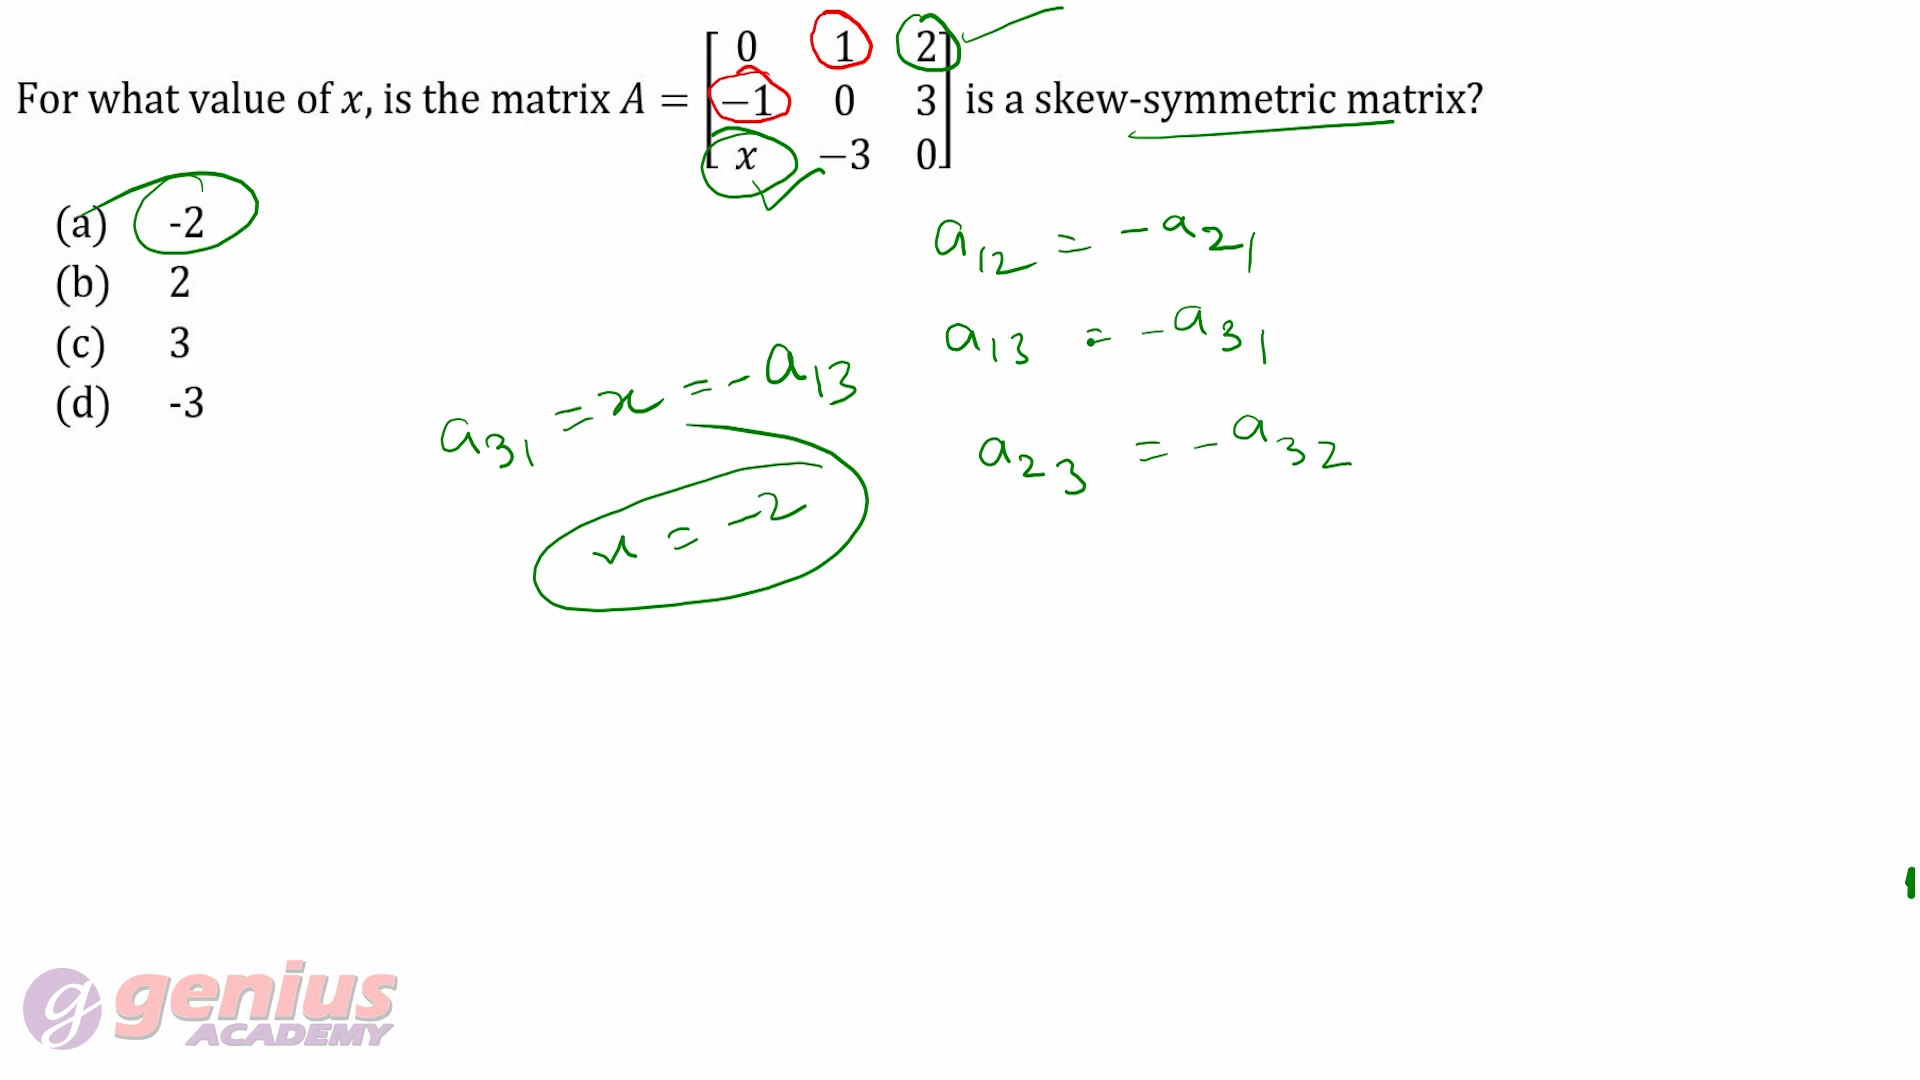 For what value of x, is the matrix A = [0 1 2
−1 0 3
x −3 0] is a skew-symmetric matrix?
(a) -2
(b) 2
(c) 3
(d) -3
a12 = -a21
a13 = -a31
a23 = -a32
a31 = x = -a13
x = -2
g genius
ACADEMY